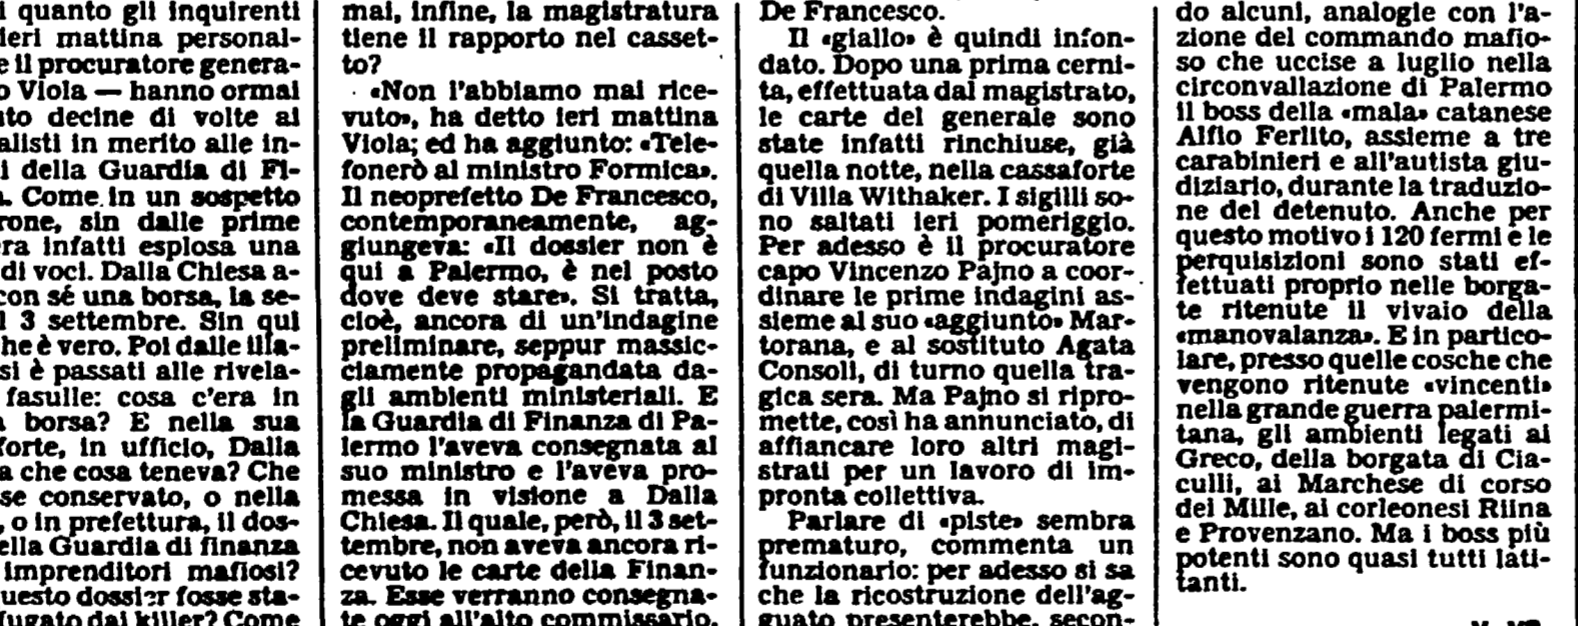 i quanto gli inquirenti
ieri mattina personal-
e il procuratore genera-
o Viola — hanno ormai
ato decine di volte ai
alisti in merito alle in-
i della Guardia di Fi-
a. Come in un sospetto
rone, sin dalle prime
era infatti esplosa una
di voci. Dalla Chiesa a-
con sé una borsa, la se-
l 3 settembre. Sin qui
he è vero. Poi dalle illa-
si è passati alle rivela-
fasulle: cosa c'era in
a borsa? E nella sua
forte, in ufficio, Dalla
a che cosa teneva? Che
se conservato, o nella
, o in prefettura, il dos-
ella Guardia di finanza
imprenditori mafiosi?
uesto dossier fosse sta-
fugato dai killer? Come
mai, infine, la magistratura
tiene il rapporto nel casset-
to?
«Non l'abbiamo mai rice-
vuto», ha detto ieri mattina
Viola; ed ha aggiunto: «Tele-
fonerò al ministro Formica».
Il neoprefetto De Francesco,
contemporaneamente, ag-
giungeva: «Il dossier non è
qui a Palermo, è nel posto
dove deve stare». Si tratta,
cioè, ancora di un'indagine
preliminare, seppur massic-
ciamente propagandata da-
gli ambienti ministeriali. E
la Guardia di Finanza di Pa-
lermo l'aveva consegnata al
suo ministro e l'aveva pro-
messa in visione a Dalla
Chiesa. Il quale, però, il 3 set-
tembre, non aveva ancora ri-
cevuto le carte della Finan-
za. Esse verranno consegna-
te oggi all'alto commissario,
De Francesco.
Il «giallo» è quindi infon-
dato. Dopo una prima cerni-
ta, effettuata dal magistrato,
le carte del generale sono
state infatti rinchiuse, già
quella notte, nella cassaforte
di Villa Withaker. I sigilli so-
no saltati ieri pomeriggio.
Per adesso è il procuratore
capo Vincenzo Pajno a coor-
dinare le prime indagini as-
sieme al suo «aggiunto» Mar-
torana, e al sostituto Agata
Consoli, di turno quella tra-
gica sera. Ma Pajno si ripro-
mette, così ha annunciato, di
affiancare loro altri magi-
strati per un lavoro di im-
pronta collettiva.
Parlare di «piste» sembra
prematuro, commenta un
funzionario: per adesso si sa
che la ricostruzione dell'ag-
guato presenterebbe, secon-
do alcuni, analogie con l'a-
zione del commando mafio-
so che uccise a luglio nella
circonvallazione di Palermo
il boss della «mala» catanese
Alfio Ferlito, assieme a tre
carabinieri e all'autista giu-
diziario, durante la traduzio-
ne del detenuto. Anche per
questo motivo i 120 fermi e le
perquisizioni sono stati ef-
fettuati proprio nelle borga-
te ritenute il vivaio della
«manovalanza». E in partico-
lare, presso quelle cosche che
vengono ritenute «vincenti»
nella grande guerra palermi-
tana, gli ambienti legati ai
Greco, della borgata di Cia-
culli, ai Marchese di corso
dei Mille, ai corleonesi Riina
e Provenzano. Ma i boss più
potenti sono quasi tutti lati-
tanti.